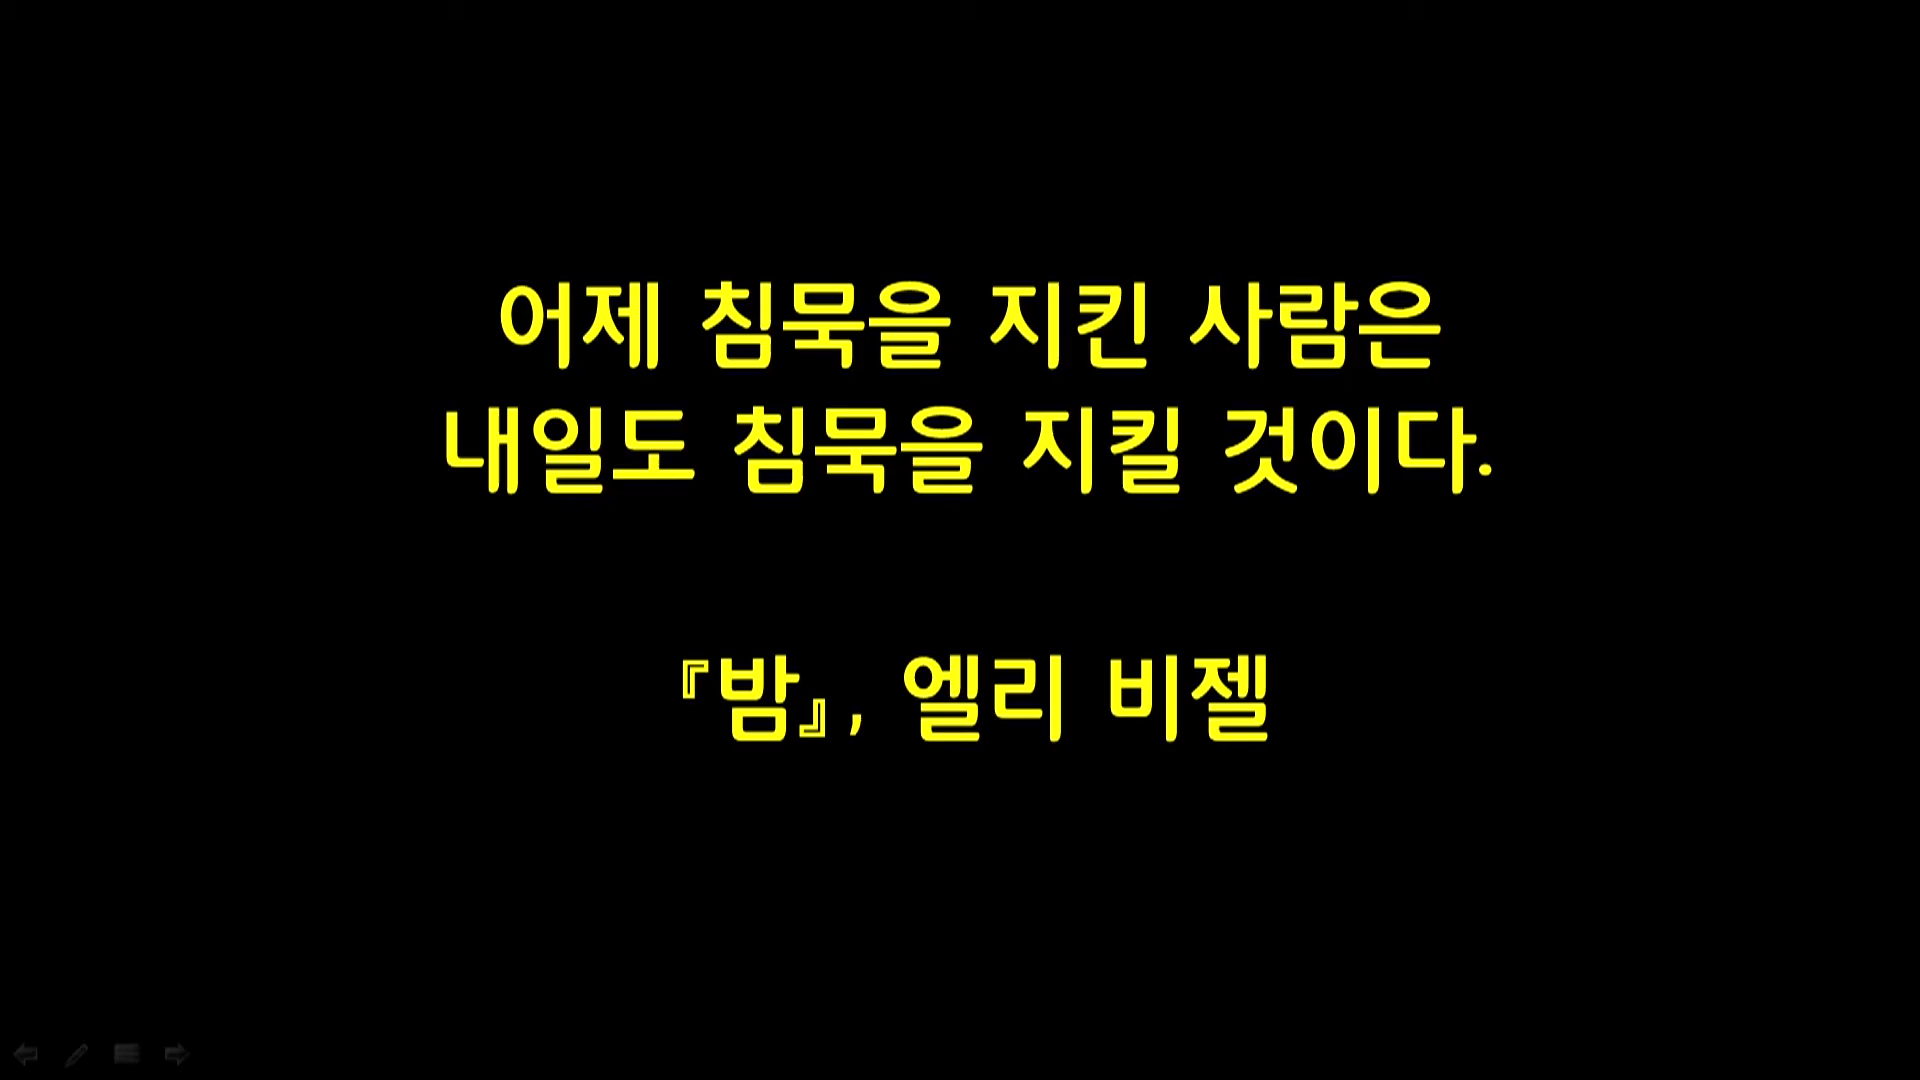 어제 침묵을 지킨 사람은
내일도 침묵을 지킬 것이다.
『밤』, 엘리 비젤